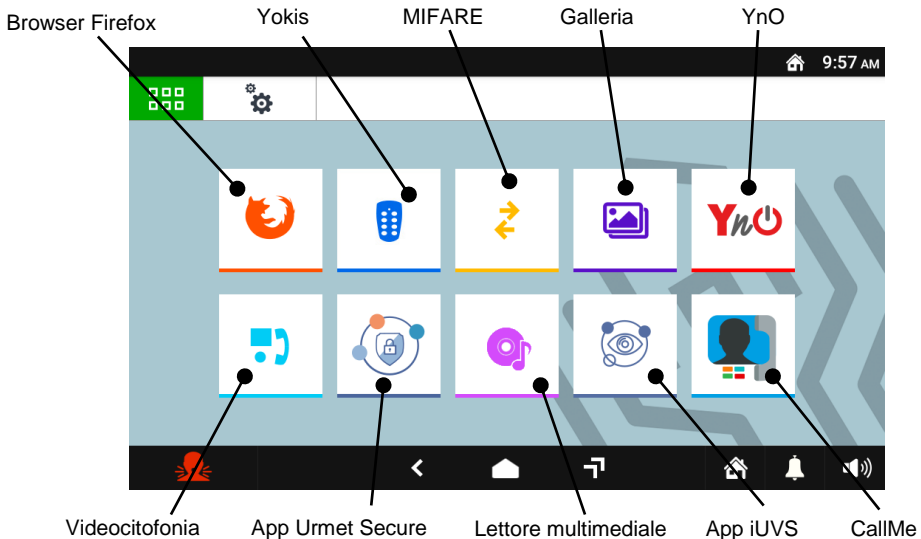 Browser Firefox
Yokis
MIFARE
Galleria
YnO
9:57 AM
YnO
Videocitofonia
App Urmet Secure
Lettore multimediale
App iUVS
CallMe